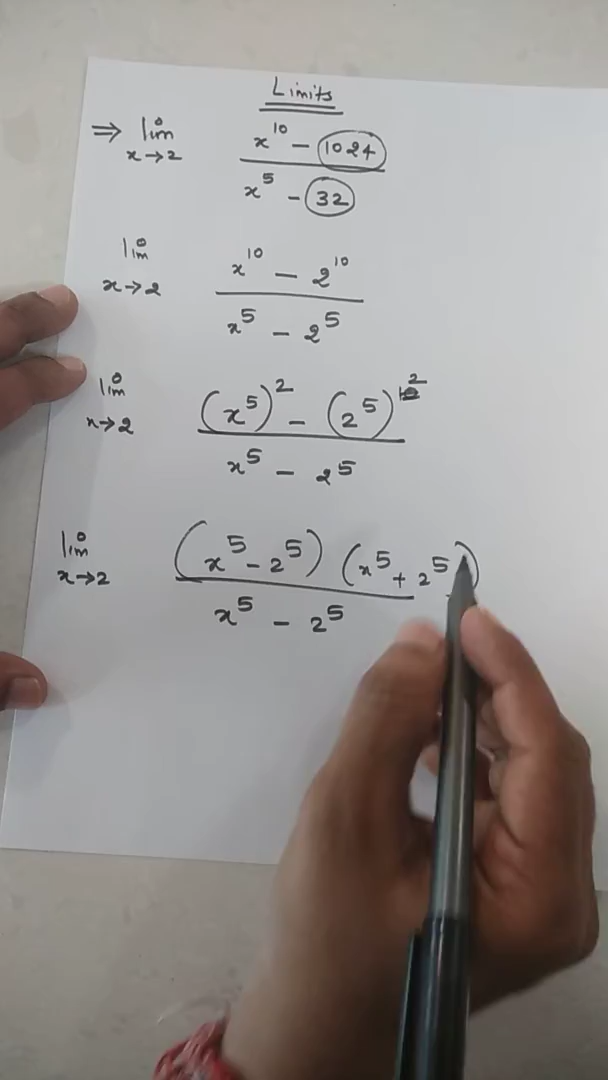 Limits
⇒ lim x→2 (x^10 - 1024)/(x^5 - 32)
lim x→2 (x^10 - 2^10)/(x^5 - 2^5)
lim x→2 ((x^5)^2 - (2^5)^2)/(x^5 - 2^5)
lim x→2 ((x^5 - 2^5)(x^5 + 2^5))/(x^5 - 2^5)